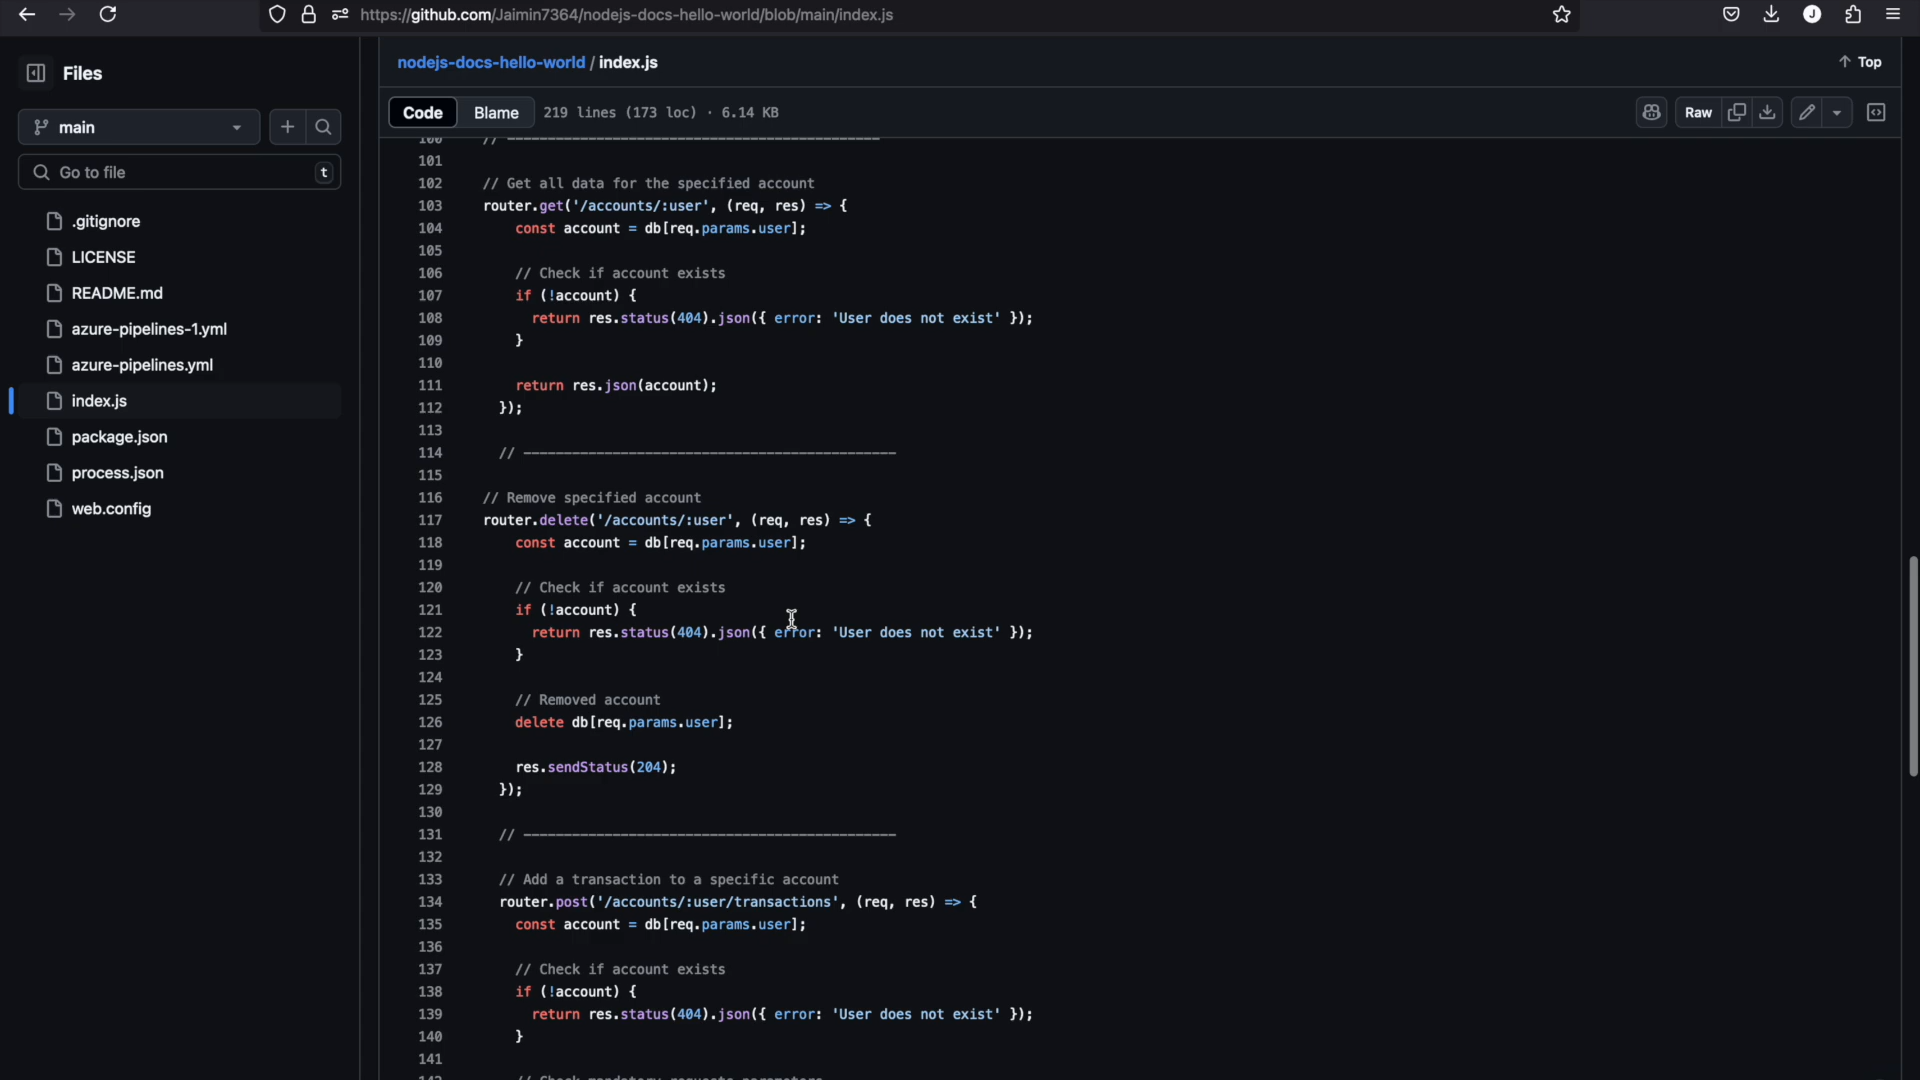 https://github.com/Jaimin7364/nodejs-docs-hello-world/blob/main/index.js
J
Files
main
Go to file
t
.gitignore
LICENSE
README.md
azure-pipelines-1.yml
azure-pipelines.yml
index.js
package.json
process.json
web.config
nodejs-docs-hello-world / index.js
Top
Code Blame 219 lines (173 loc) · 6.14 KB
Raw
100 // ----------------------------------------------
101
102 // Get all data for the specified account
103 router.get('/accounts/:user', (req, res) => {
104 const account = db[req.params.user];
105
106 // Check if account exists
107 if (!account) {
108 return res.status(404).json({ error: 'User does not exist' });
109 }
110
111 return res.json(account);
112 });
113
114 // ----------------------------------------------
115
116 // Remove specified account
117 router.delete('/accounts/:user', (req, res) => {
118 const account = db[req.params.user];
119
120 // Check if account exists
121 if (!account) {
122 return res.status(404).json({ error: 'User does not exist' });
123 }
124
125 // Removed account
126 delete db[req.params.user];
127
128 res.sendStatus(204);
129 });
130
131 // ----------------------------------------------
132
133 // Add a transaction to a specific account
134 router.post('/accounts/:user/transactions', (req, res) => {
135 const account = db[req.params.user];
136
137 // Check if account exists
138 if (!account) {
139 return res.status(404).json({ error: 'User does not exist' });
140 }
141
142 // Check mandatory requests parameters